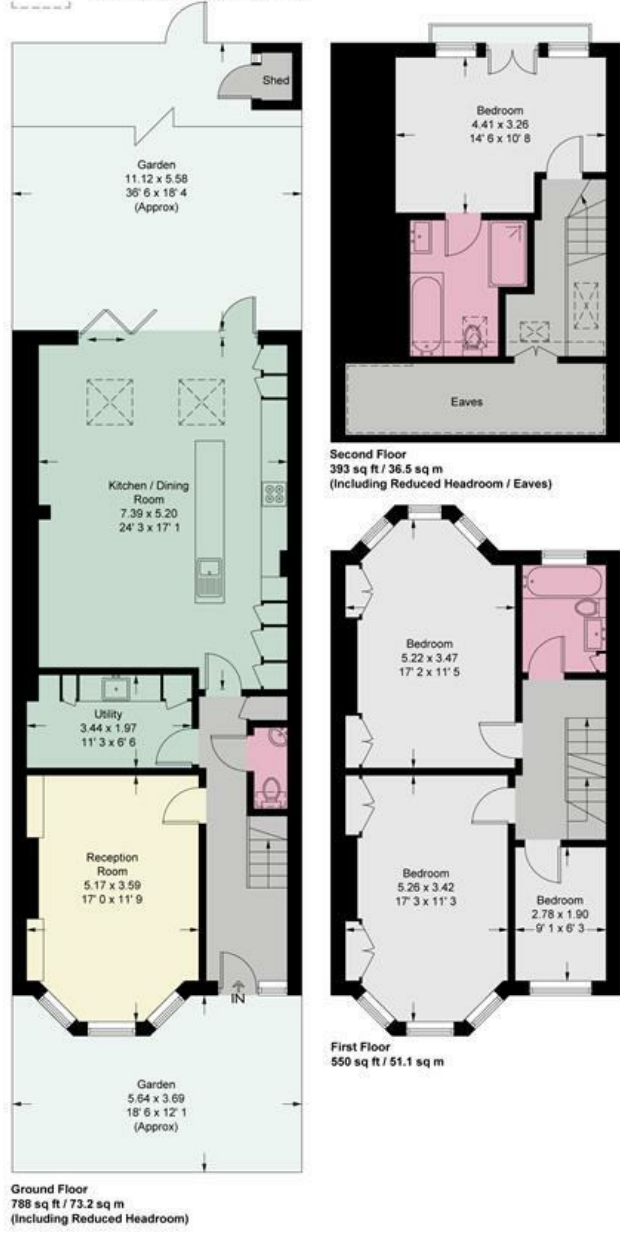 Shed
Garden
11.12 x 5.58
36' 6 x 18' 4
(Approx)
Kitchen / Dining
Room
7.39 x 5.20
24' 3 x 17' 1
Utility
3.44 x 1.97
11' 3 x 6' 6
Reception
Room
5.17 x 3.59
17' 0 x 11' 9
IN
Garden
5.64 x 3.69
18' 6 x 12' 1
(Approx)
Ground Floor
788 sq ft / 73.2 sq m
(Including Reduced Headroom)
Bedroom
4.41 x 3.26
14' 6 x 10' 8
Eaves
Second Floor
393 sq ft / 36.5 sq m
(Including Reduced Headroom / Eaves)
Bedroom
5.22 x 3.47
17' 2 x 11' 5
Bedroom
5.26 x 3.42
17' 3 x 11' 3
Bedroom
2.78 x 1.90
9' 1 x 6' 3
First Floor
550 sq ft / 51.1 sq m